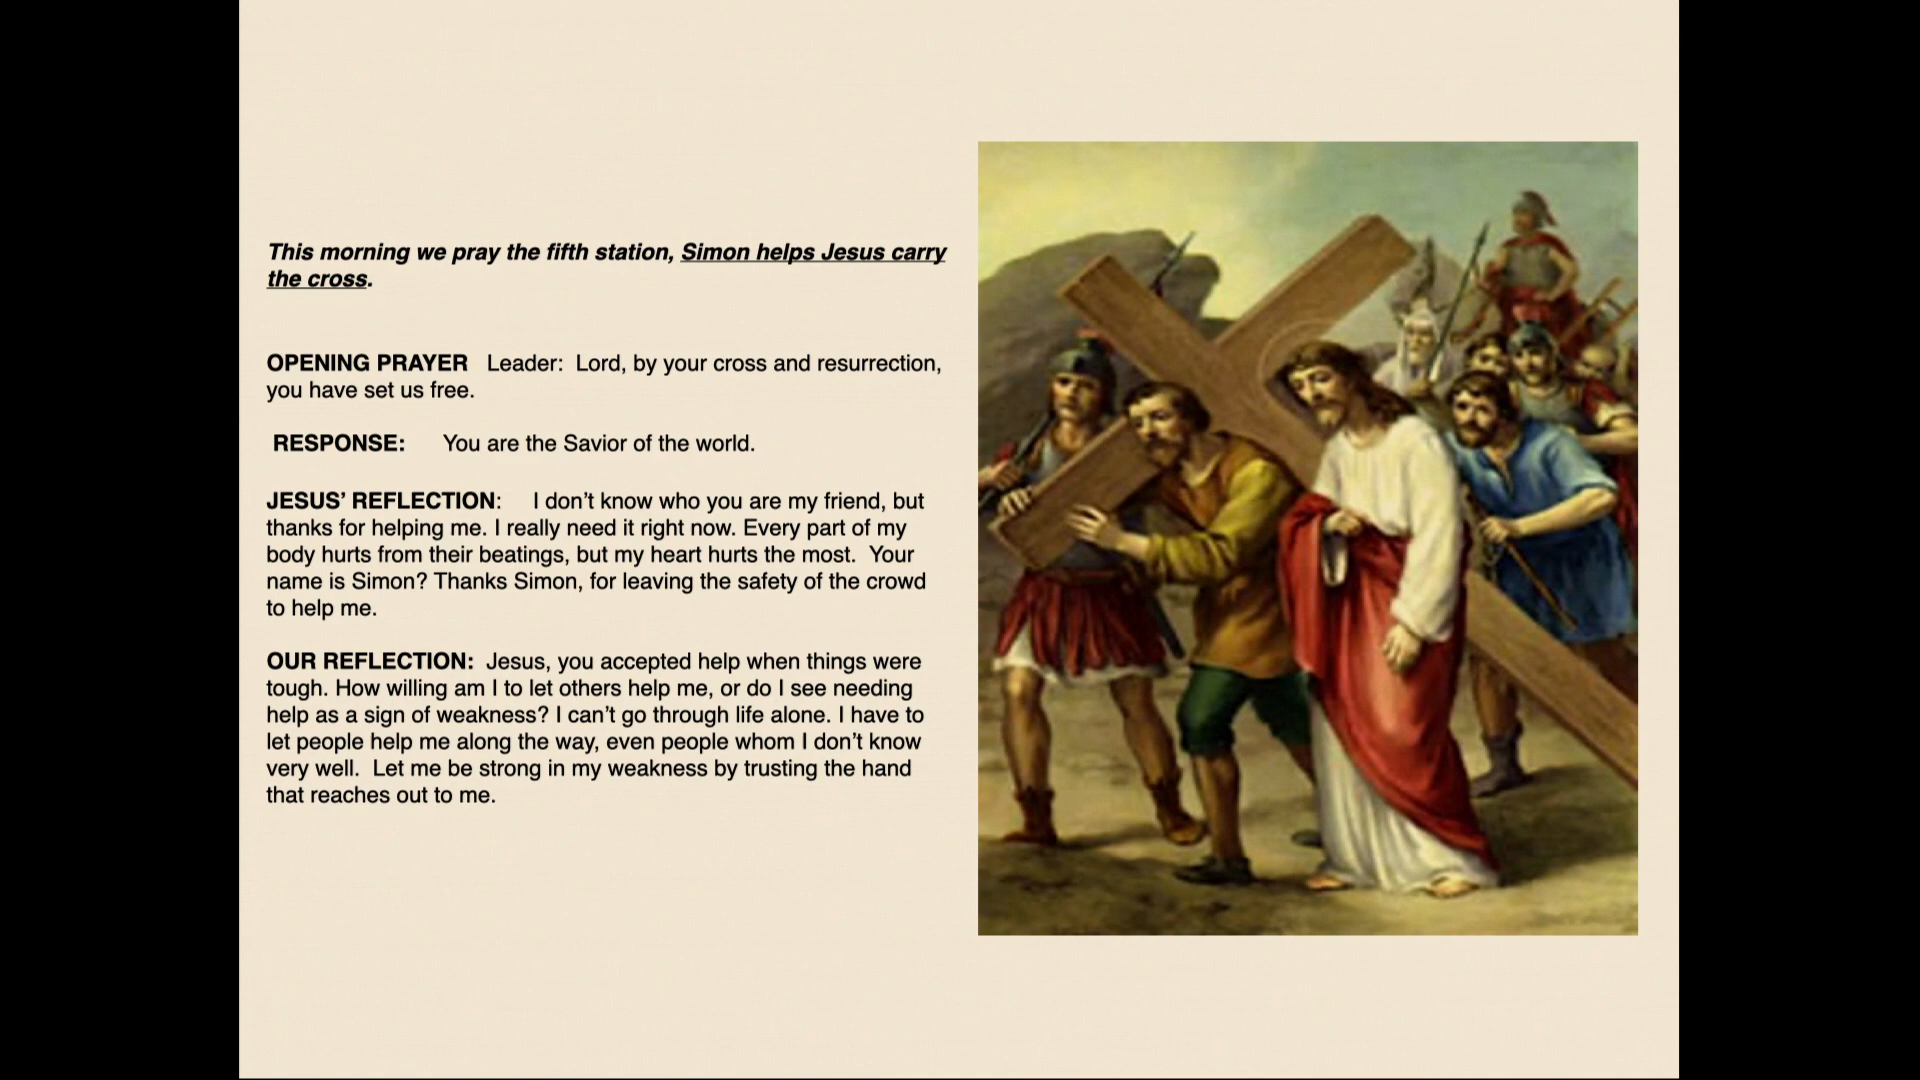 This morning we pray the fifth station, Simon helps Jesus carry
the cross.
OPENING PRAYER Leader: Lord, by your cross and resurrection,
you have set us free.
RESPONSE: You are the Savior of the world.
JESUS’ REFLECTION: I don’t know who you are my friend, but
thanks for helping me. I really need it right now. Every part of my
body hurts from their beatings, but my heart hurts the most. Your
name is Simon? Thanks Simon, for leaving the safety of the crowd
to help me.
OUR REFLECTION: Jesus, you accepted help when things were
tough. How willing am I to let others help me, or do I see needing
help as a sign of weakness? I can’t go through life alone. I have to
let people help me along the way, even people whom I don’t know
very well. Let me be strong in my weakness by trusting the hand
that reaches out to me.